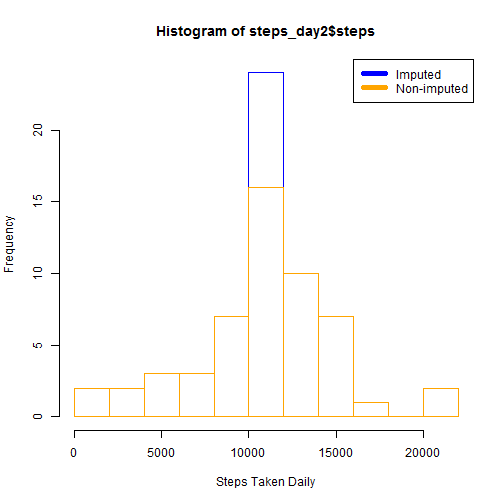 Histogram of steps_day2$steps
Imputed
Non-imputed
Frequency
20
15
10
5
0
0 5000 10000 15000 20000
Steps Taken Daily